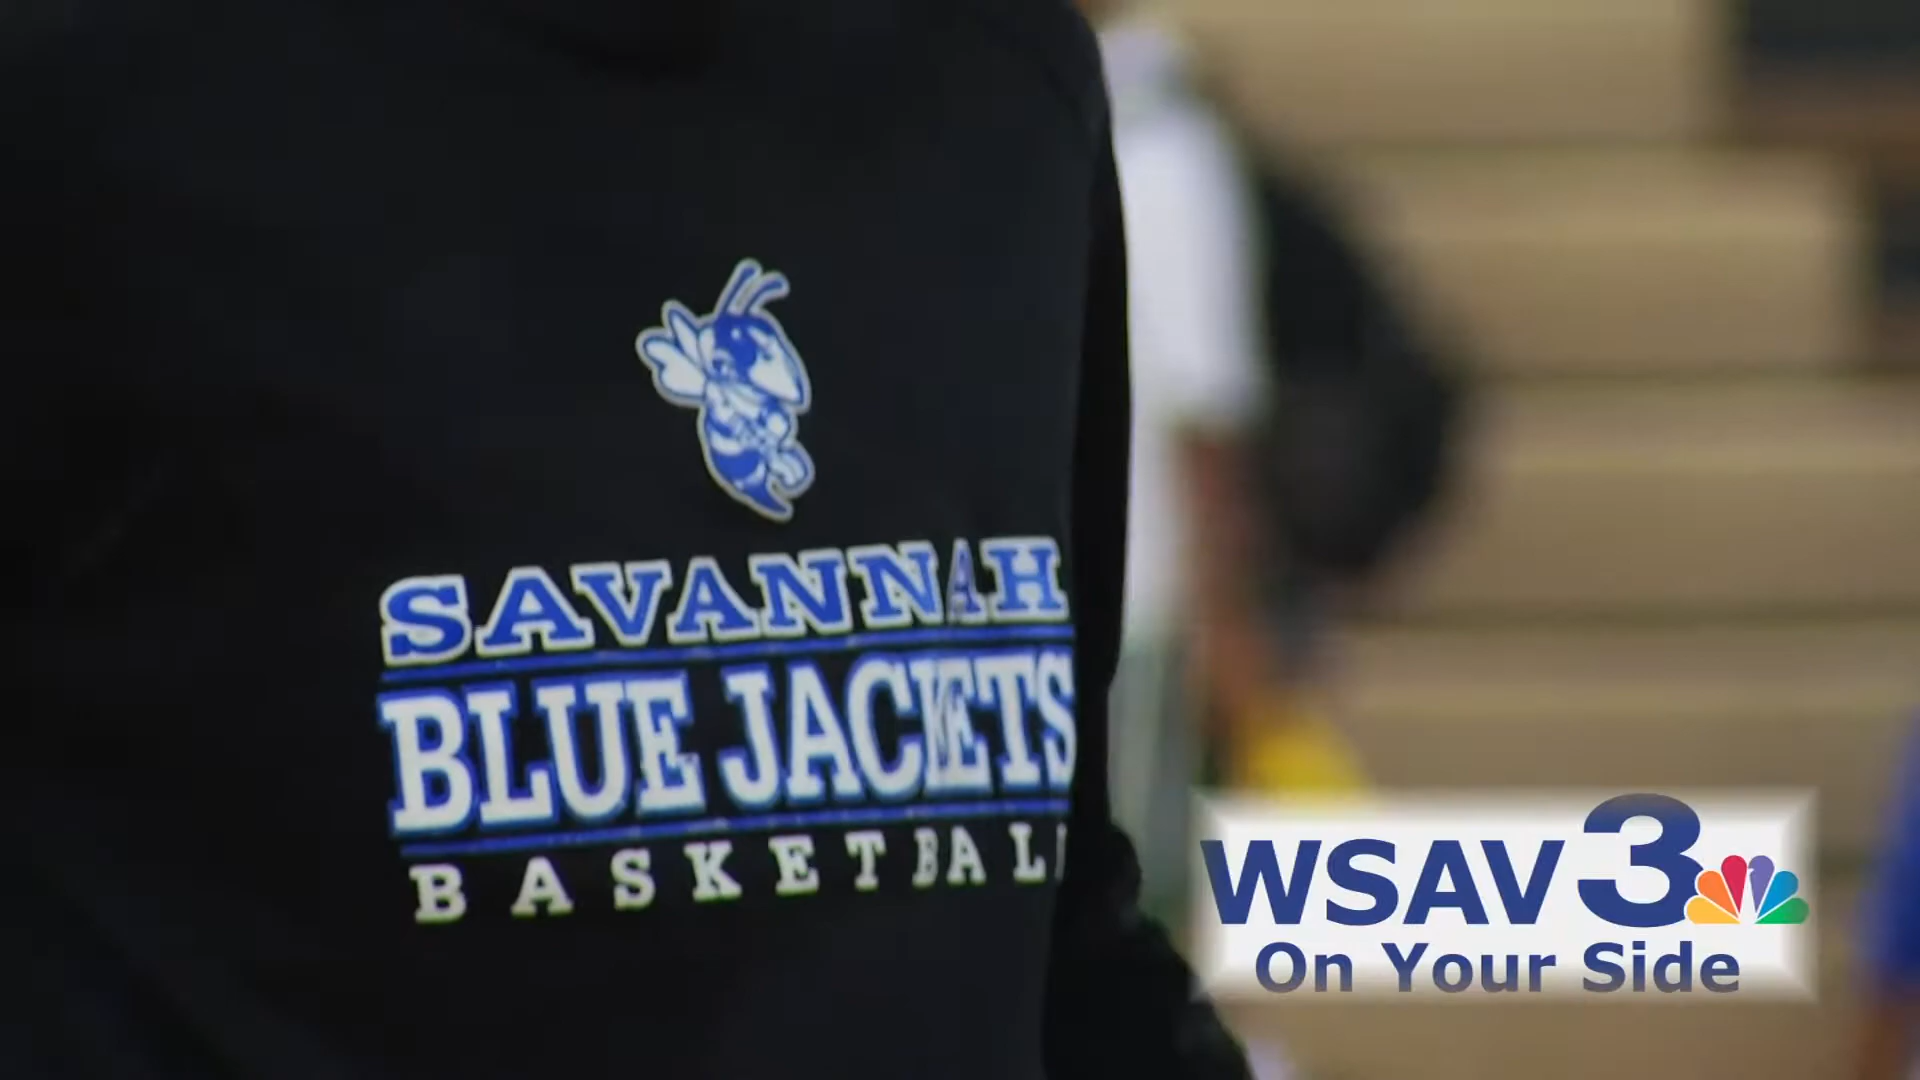 SAVANNAH
BLUE JACKETS
BASKETBALL
WSAV 3
On Your Side